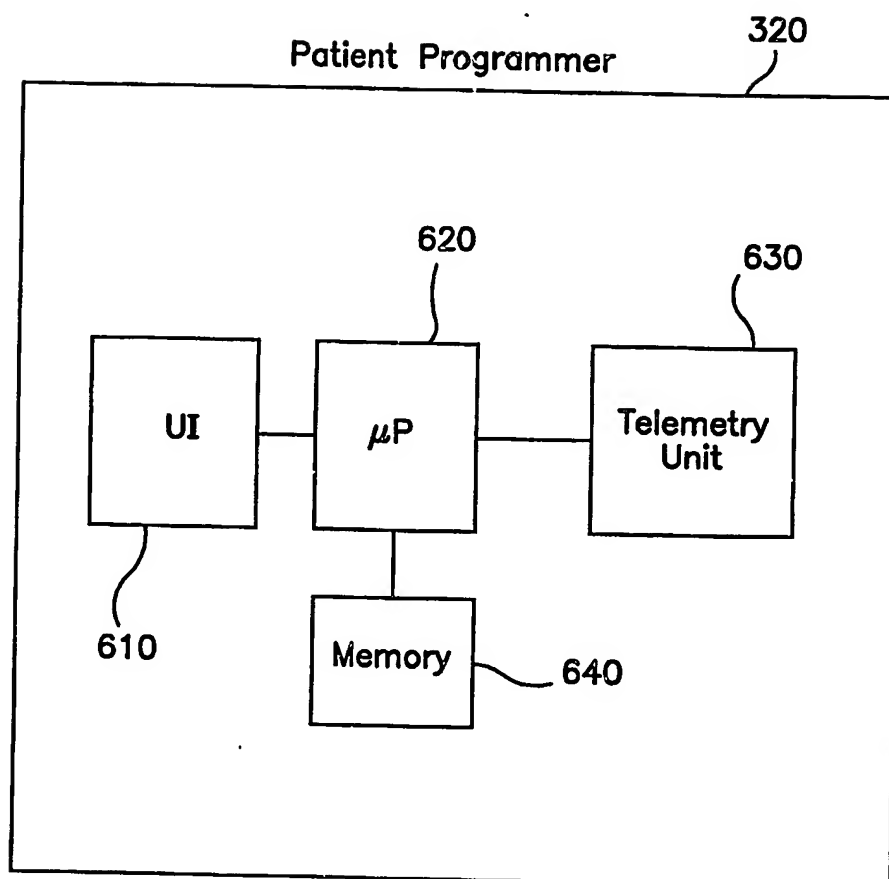 Patient Programmer
320
620
630
UI
μP
Telemetry
Unit
610
Memory
640